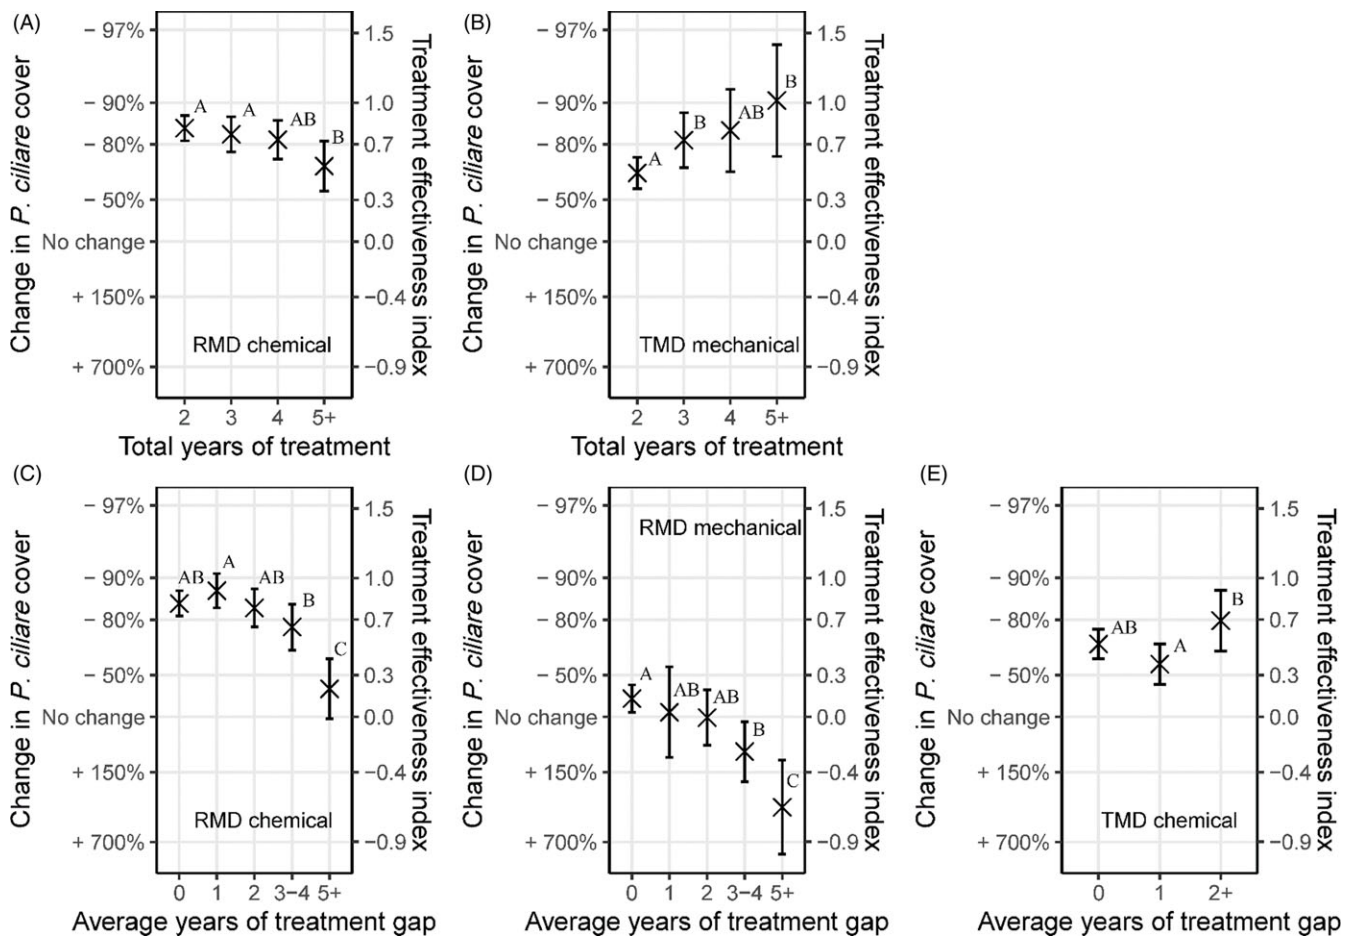 (A)
Change in P. ciliare cover
− 97%
− 90%
− 80%
− 50%
No change
+ 150%
+ 700%
A
A
AB
B
RMD chemical
1.5
1.0
0.7
0.3
0.0
−0.4
−0.9
Treatment effectiveness index
2 3 4 5+
Total years of treatment
(B)
Change in P. ciliare cover
− 97%
− 90%
− 80%
− 50%
No change
+ 150%
+ 700%
A
B
AB
B
TMD mechanical
1.5
1.0
0.7
0.3
0.0
−0.4
−0.9
Treatment effectiveness index
2 3 4 5+
Total years of treatment
(C)
Change in P. ciliare cover
− 97%
− 90%
− 80%
− 50%
No change
+ 150%
+ 700%
AB
A
AB
B
C
RMD chemical
1.5
1.0
0.7
0.3
0.0
−0.4
−0.9
Treatment effectiveness index
0 1 2 3−4 5+
Average years of treatment gap
(D)
Change in P. ciliare cover
− 97%
− 90%
− 80%
− 50%
No change
+ 150%
+ 700%
RMD mechanical
A
AB
AB
B
C
1.5
1.0
0.7
0.3
0.0
−0.4
−0.9
Treatment effectiveness index
0 1 2 3−4 5+
Average years of treatment gap
(E)
Change in P. ciliare cover
− 97%
− 90%
− 80%
− 50%
No change
+ 150%
+ 700%
AB
A
B
TMD chemical
1.5
1.0
0.7
0.3
0.0
−0.4
−0.9
Treatment effectiveness index
0 1 2+
Average years of treatment gap